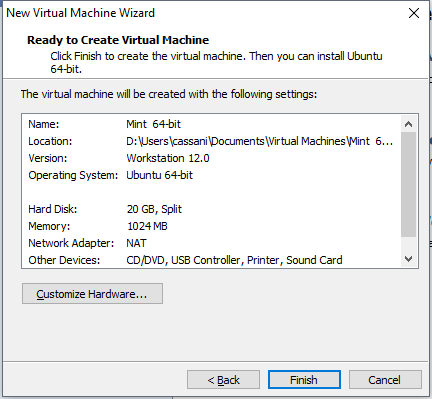 New Virtual Machine Wizard
Ready to Create Virtual Machine
Click Finish to create the virtual machine. Then you can install Ubuntu
64-bit.
The virtual machine will be created with the following settings:
Name: Mint 64-bit
Location: D:\Users\cassani\Documents\Virtual Machines\Mint 6...
Version: Workstation 12.0
Operating System: Ubuntu 64-bit
Hard Disk: 20 GB, Split
Memory: 1024 MB
Network Adapter: NAT
Other Devices: CD/DVD, USB Controller, Printer, Sound Card
Customize Hardware...
< Back Finish Cancel